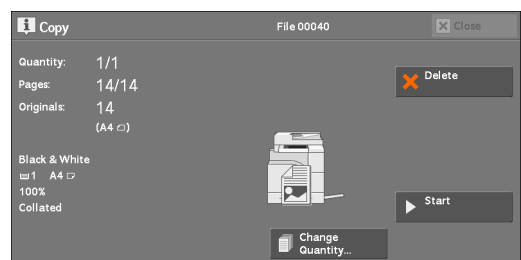 Copy
File 00040
Close
Quantity: 1/1
Pages: 14/14
Originals: 14
(A4)
Delete
Black & White
1 A4
100%
Collated
Start
Change
Quantity...